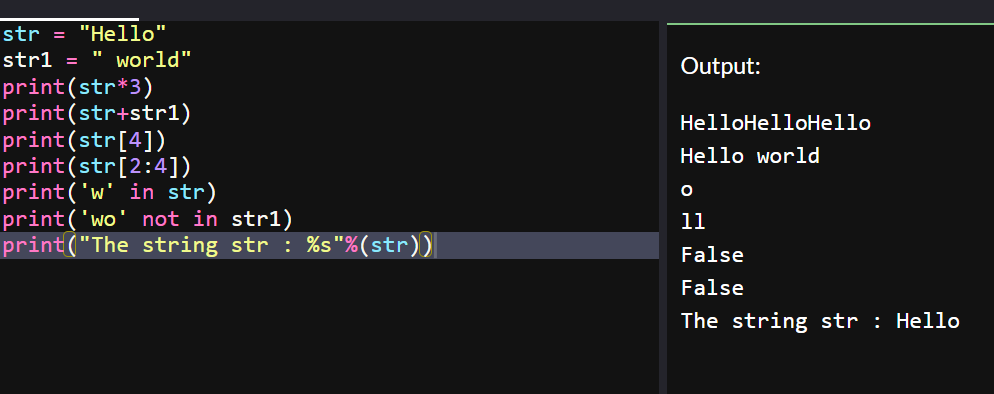 str = "Hello"
str1 = " world"
print(str*3)
print(str+str1)
print(str[4])
print(str[2:4])
print('w' in str)
print('wo' not in str1)
print("The string str : %s"%(str))
Output:
HelloHelloHello
Hello world
o
ll
False
False
The string str : Hello